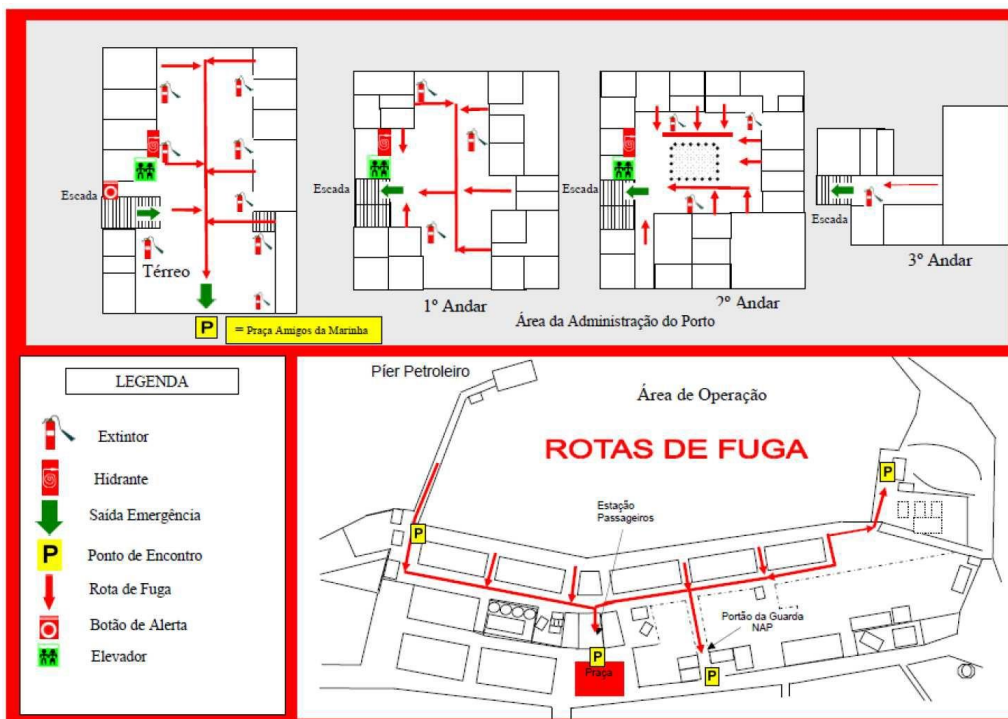 Escada
Térreo
P
= Praça Amigos da Marinha
Escada
1º Andar
Escada
2º Andar
Escada
3º Andar
Área da Administração do Porto
LEGENDA
Extintor
Hidrante
Saída Emergência
P
Ponto de Encontro
Rota de Fuga
Botão de Alerta
Elevador
Píer Petroleiro
Área de Operação
ROTAS DE FUGA
P
P
Estação
Passageiros
Portão da Guarda
NAP
P
Praça
P